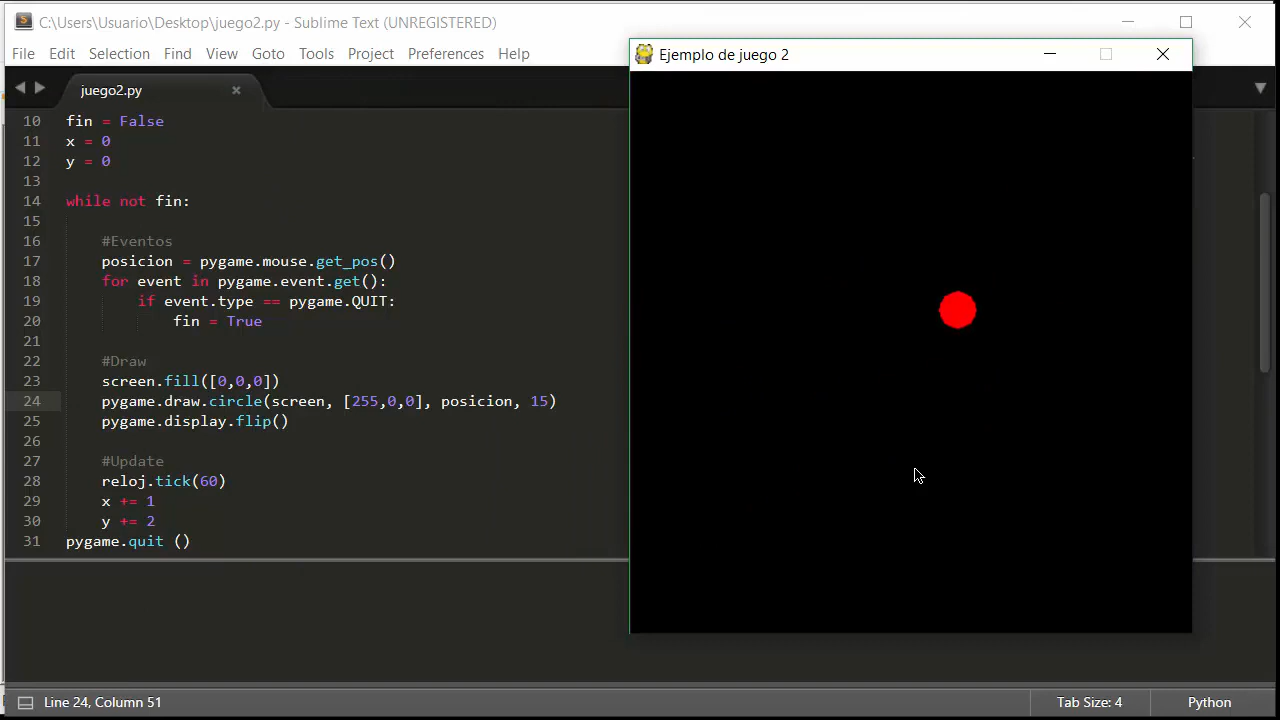 C:\Users\Usuario\Desktop\juego2.py - Sublime Text (UNREGISTERED)
File Edit Selection Find View Goto Tools Project Preferences Help
Ejemplo de juego 2
juego2.py
10 fin = False
11 x = 0
12 y = 0
13
14 while not fin:
15
16 #Eventos
17 posicion = pygame.mouse.get_pos()
18 for event in pygame.event.get():
19 if event.type == pygame.QUIT:
20 fin = True
21
22 #Draw
23 screen.fill([0,0,0])
24 pygame.draw.circle(screen, [255,0,0], posicion, 15)
25 pygame.display.flip()
26
27 #Update
28 reloj.tick(60)
29 x += 1
30 y += 2
31 pygame.quit ()
Line 24, Column 51
Tab Size: 4
Python